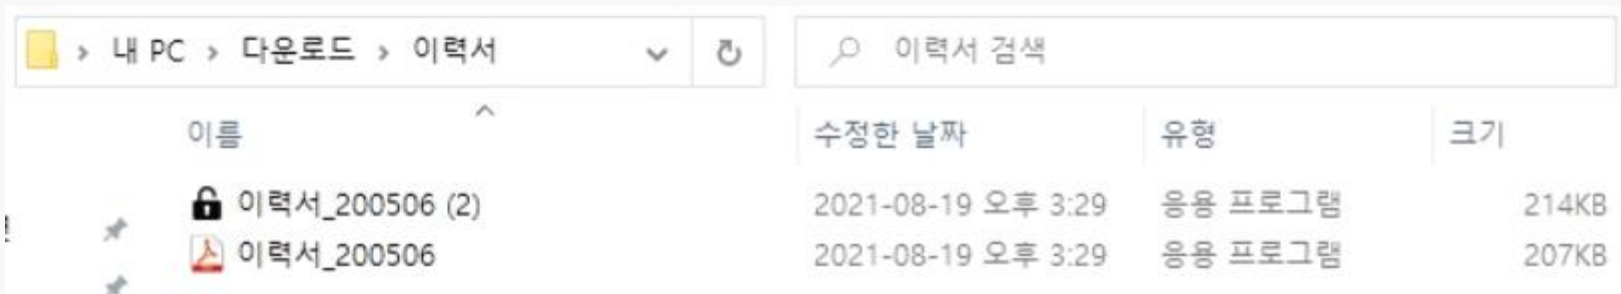 내 PC > 다운로드 > 이력서
이력서 검색
이름 수정한 날짜 유형 크기
이력서_200506 (2) 2021-08-19 오후 3:29 응용 프로그램 214KB
이력서_200506 2021-08-19 오후 3:29 응용 프로그램 207KB